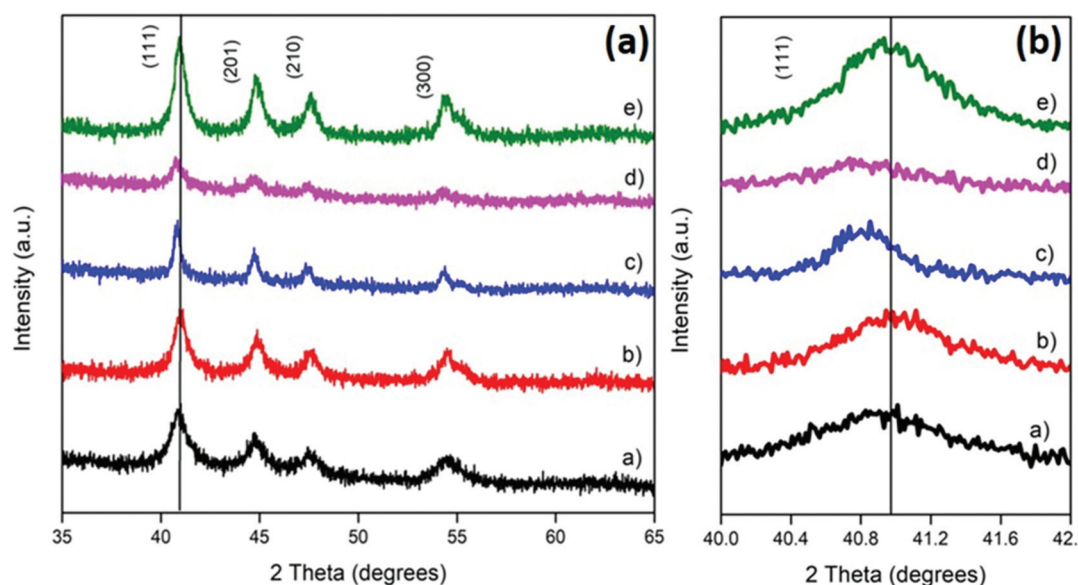 (a)
(111)
(201)
(210)
(300)
e)
d)
c)
b)
a)
Intensity (a.u.)
35
40
45
50
55
60
65
2 Theta (degrees)
(b)
(111)
e)
d)
c)
b)
a)
Intensity (a.u.)
40.0
40.4
40.8
41.2
41.6
42.
2 Theta (degrees)